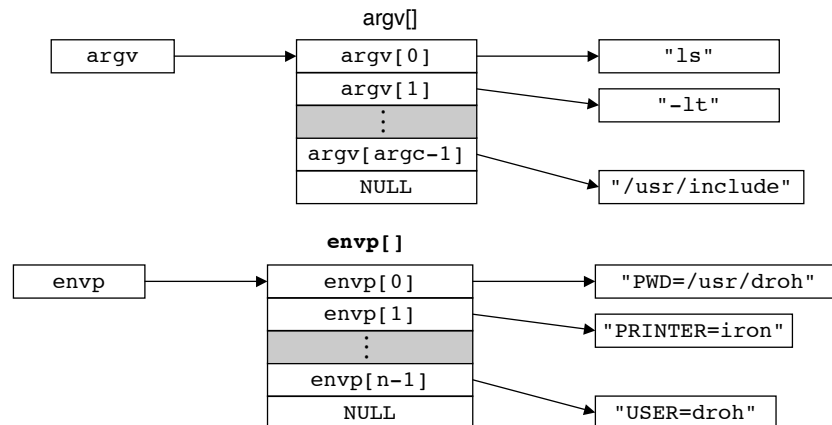 argv[]
argv
argv[0]
"ls"
argv[1]
"-lt"
⋮
argv[argc-1]
"/usr/include"
NULL
envp[]
envp
envp[0]
"PWD=/usr/droh"
envp[1]
"PRINTER=iron"
⋮
envp[n-1]
"USER=droh"
NULL